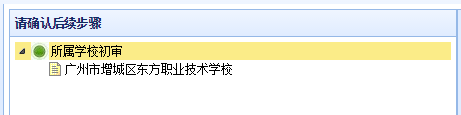 请确认后续步骤
所属学校初审
广州市增城区东方职业技术学校